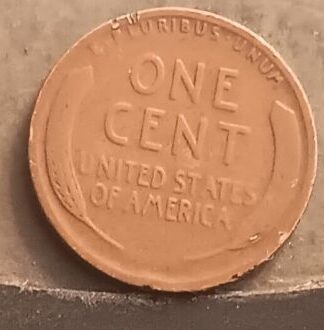 E PLURIBUS·UNUM
ONE
CENT
UNITED STATES
OF AMERICA